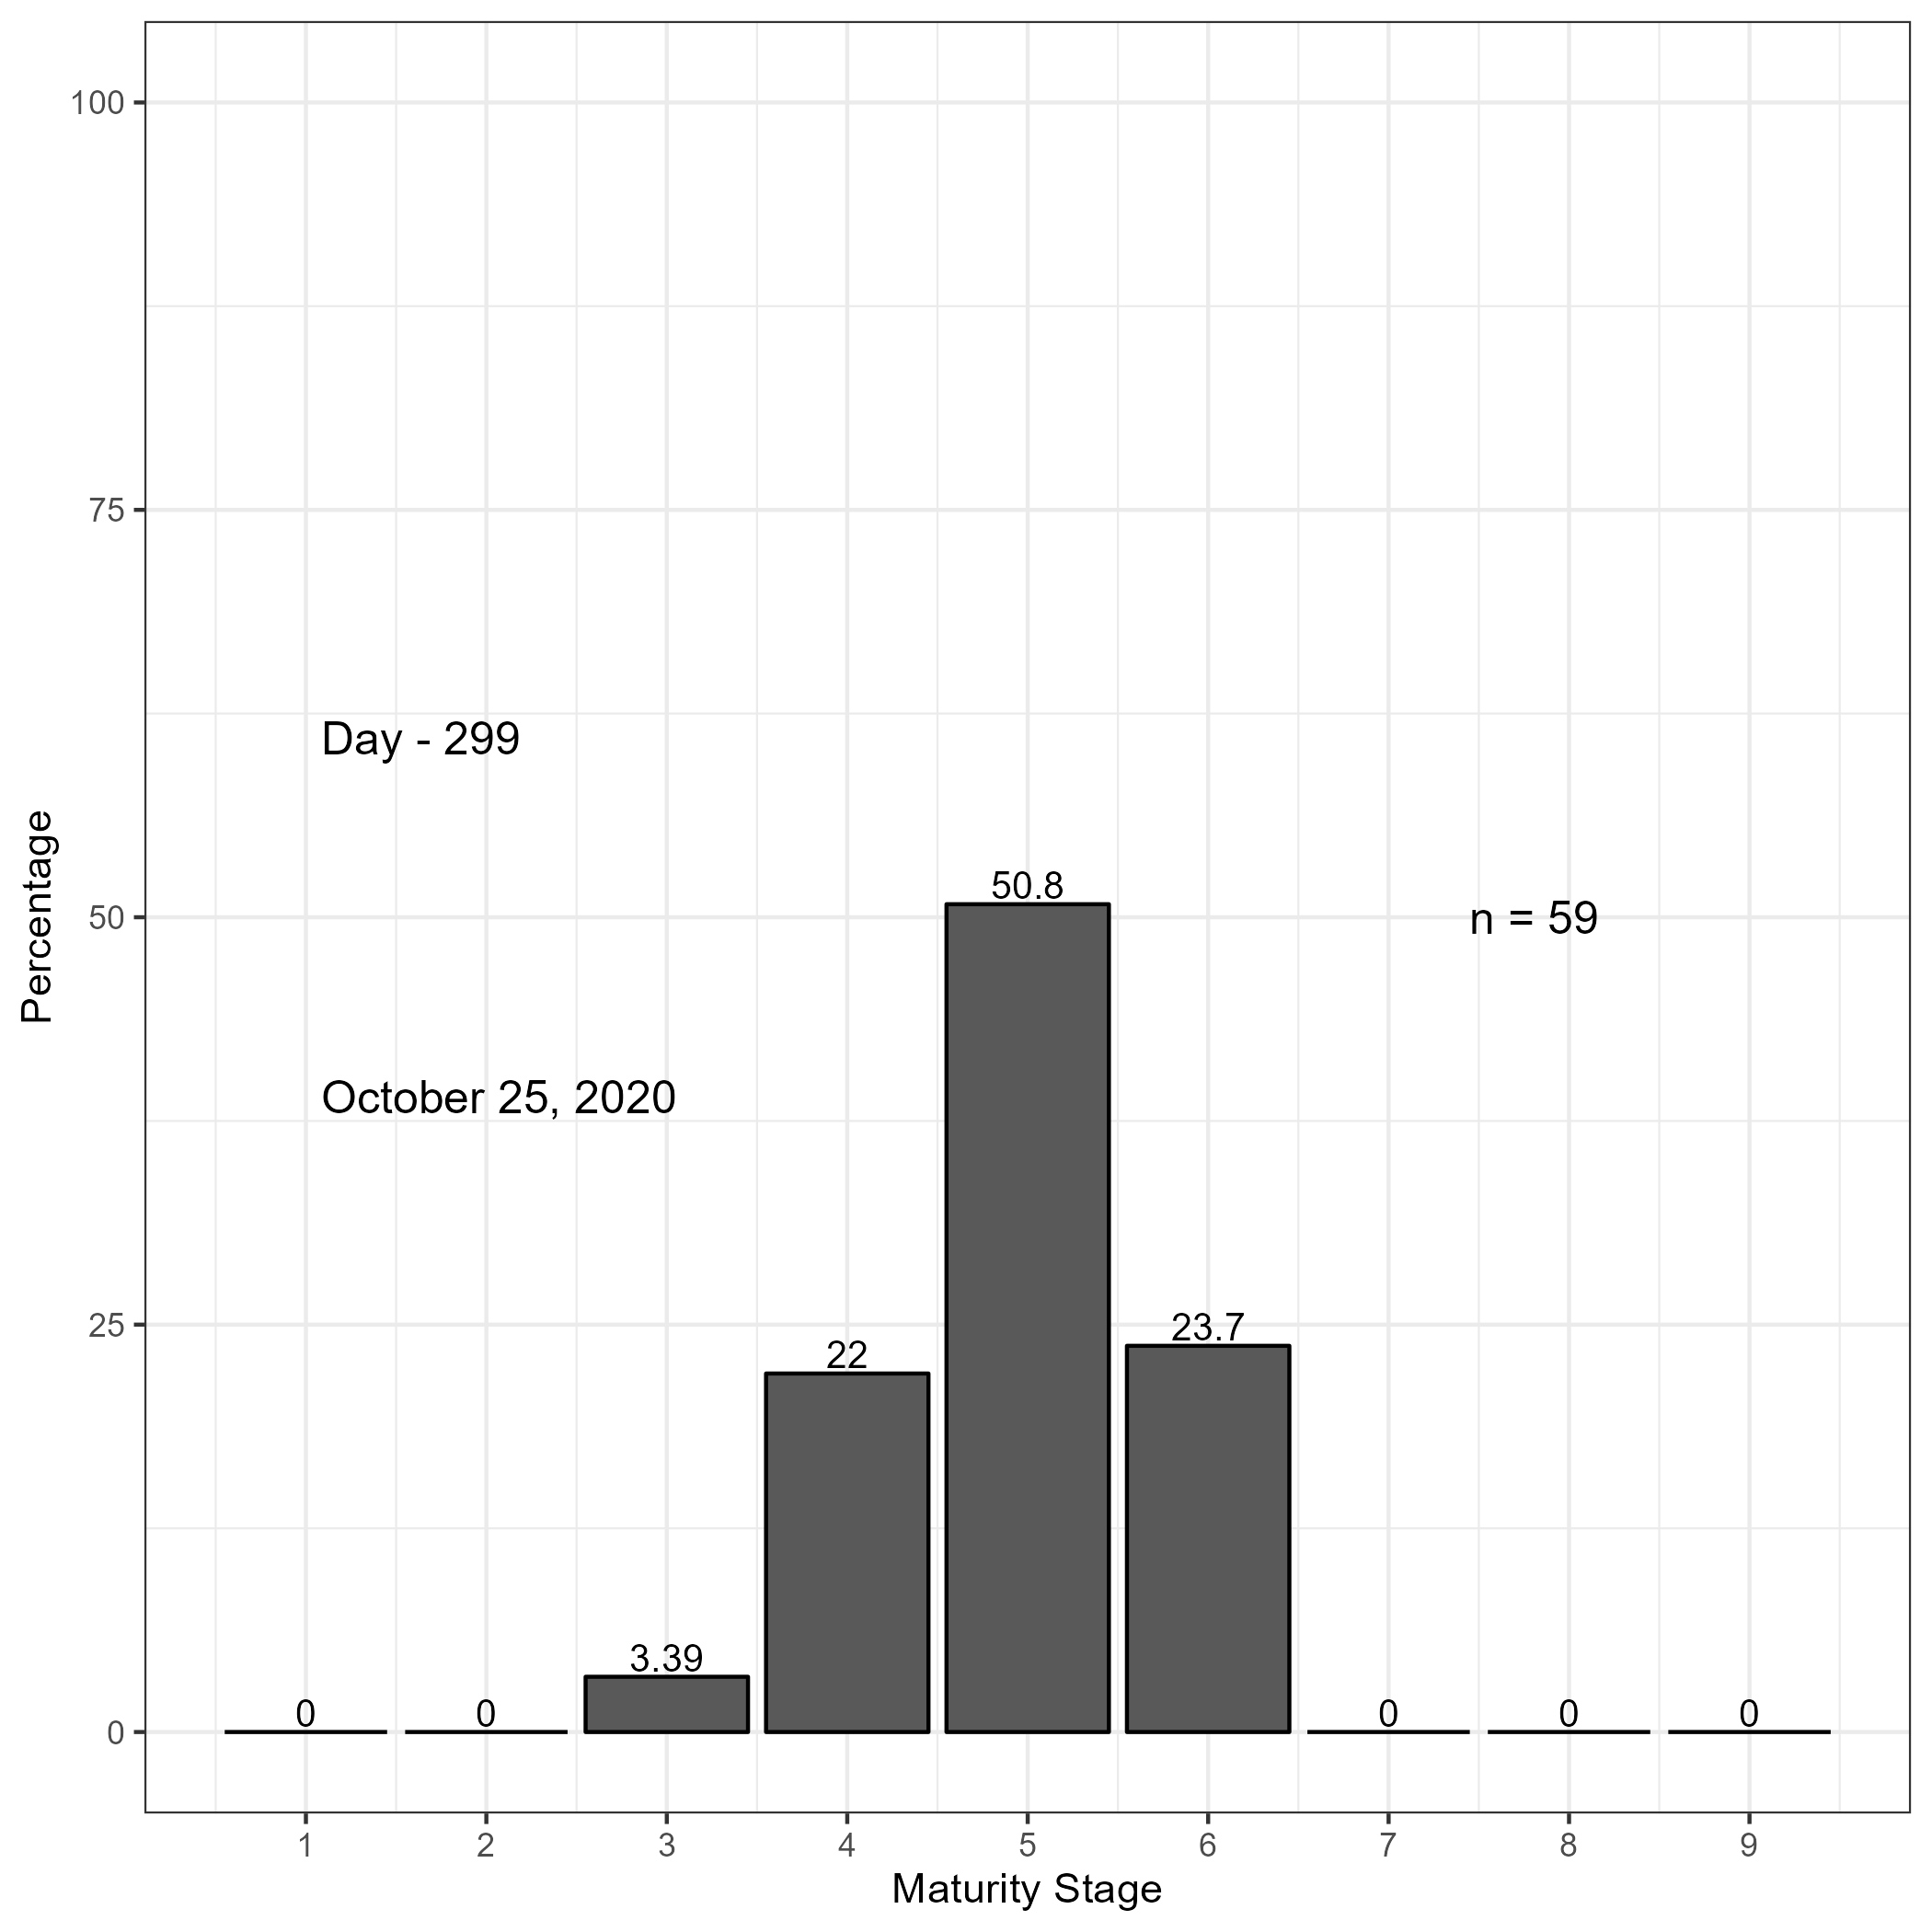 100
75
Day - 299
50.8
50
n = 59
October 25, 2020
25
23.7
22
3.39
0 0 0 0 0
0
1 2 3 4 5 6 7 8 9
Maturity Stage
Percentage